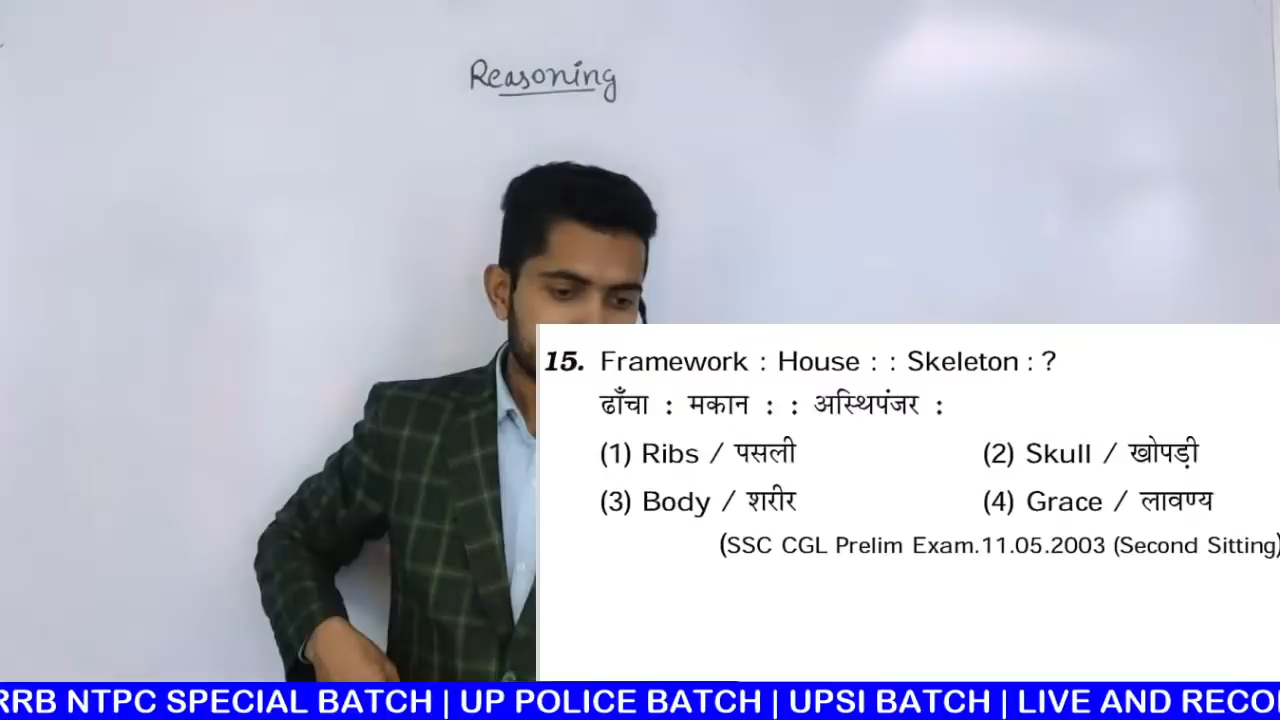 Reasoning
15. Framework : House : : Skeleton : ?
ढाँचा : मकान : : अस्थिपंजर :
(1) Ribs / पसली (2) Skull / खोपड़ी
(3) Body / शरीर (4) Grace / लावण्य
(SSC CGL Prelim Exam.11.05.2003 (Second Sitting)
RRB NTPC SPECIAL BATCH | UP POLICE BATCH | UPSI BATCH | LIVE AND RECO